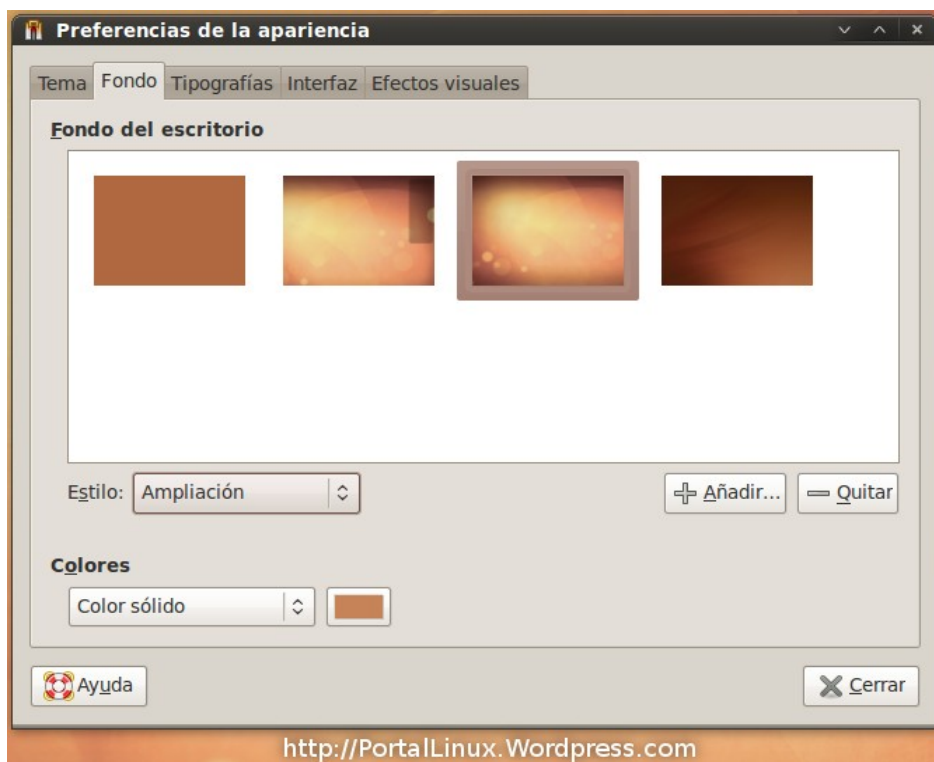 Preferencias de la apariencia
Tema Fondo Tipografías Interfaz Efectos visuales
Fondo del escritorio
Estilo: Ampliación Añadir... Quitar
Colores
Color sólido
Ayuda Cerrar
http://PortalLinux.Wordpress.com